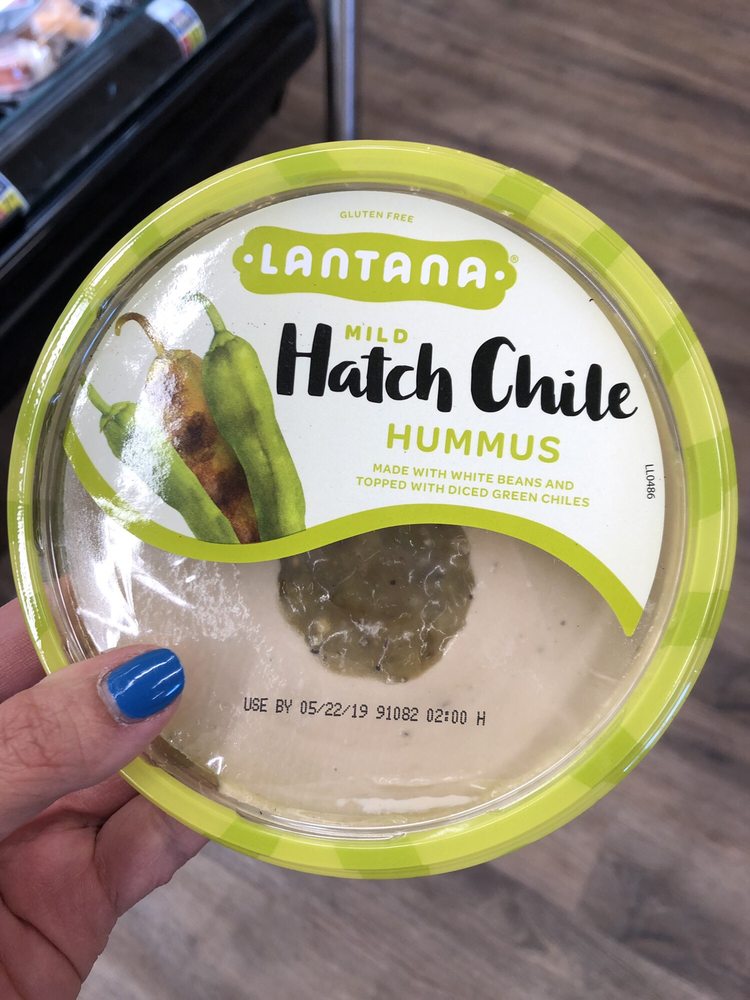 GLUTEN FREE
LANTANA®
MILD
Hatch Chile
HUMMUS
MADE WITH WHITE BEANS AND
TOPPED WITH DICED GREEN CHILES
LL0486
USE BY 05/22/19 91082 02:00 H